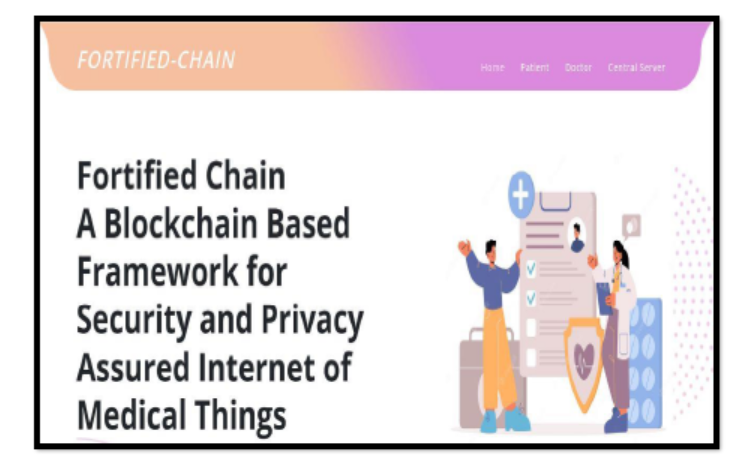 FORTIFIED-CHAIN
Home Patient Doctor Central Server
Fortified Chain
A Blockchain Based
Framework for
Security and Privacy
Assured Internet of
Medical Things